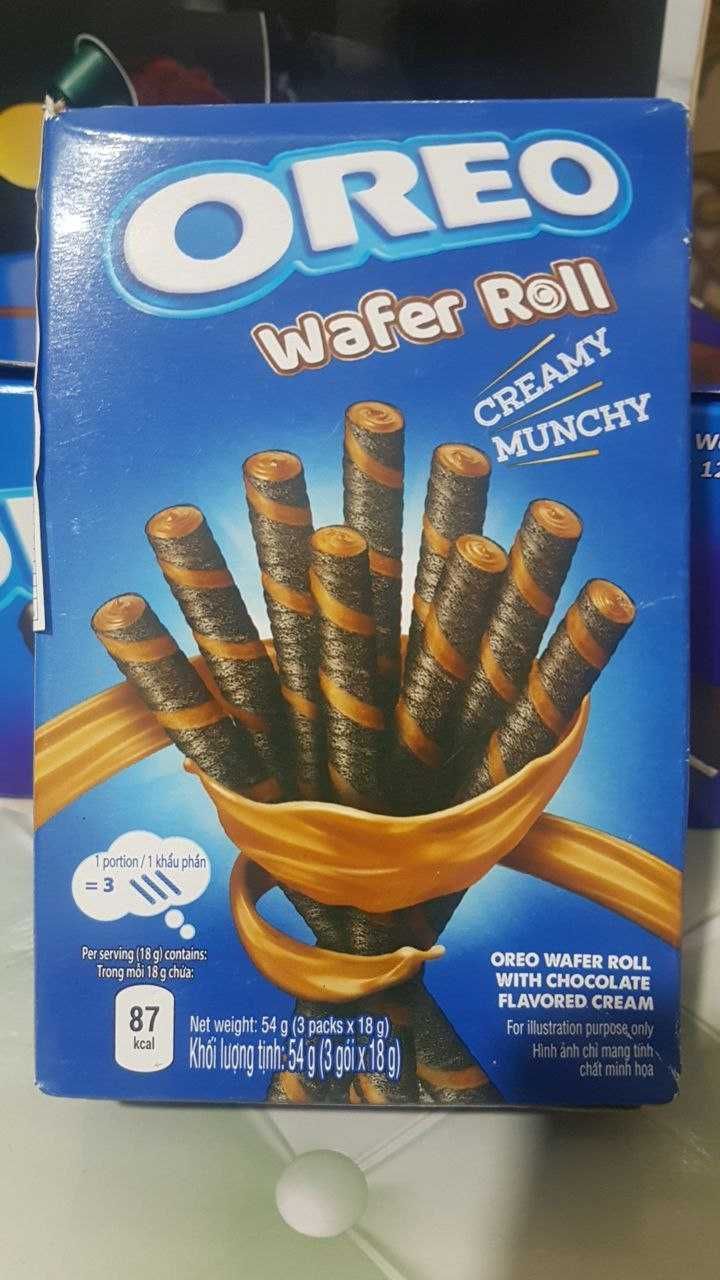 OREO
Wafer Roll
CREAMY
MUNCHY
1 portion / 1 khẩu phần
= 3
Per serving (18 g) contains:
Trong mỗi 18 g chứa:
87
kcal
Net weight: 54 g (3 packs x 18 g)
Khối lượng tịnh: 54 g (3 gói x 18 g)
OREO WAFER ROLL
WITH CHOCOLATE
FLAVORED CREAM
For illustration purpose only
Hình ảnh chỉ mang tính
chất minh họa